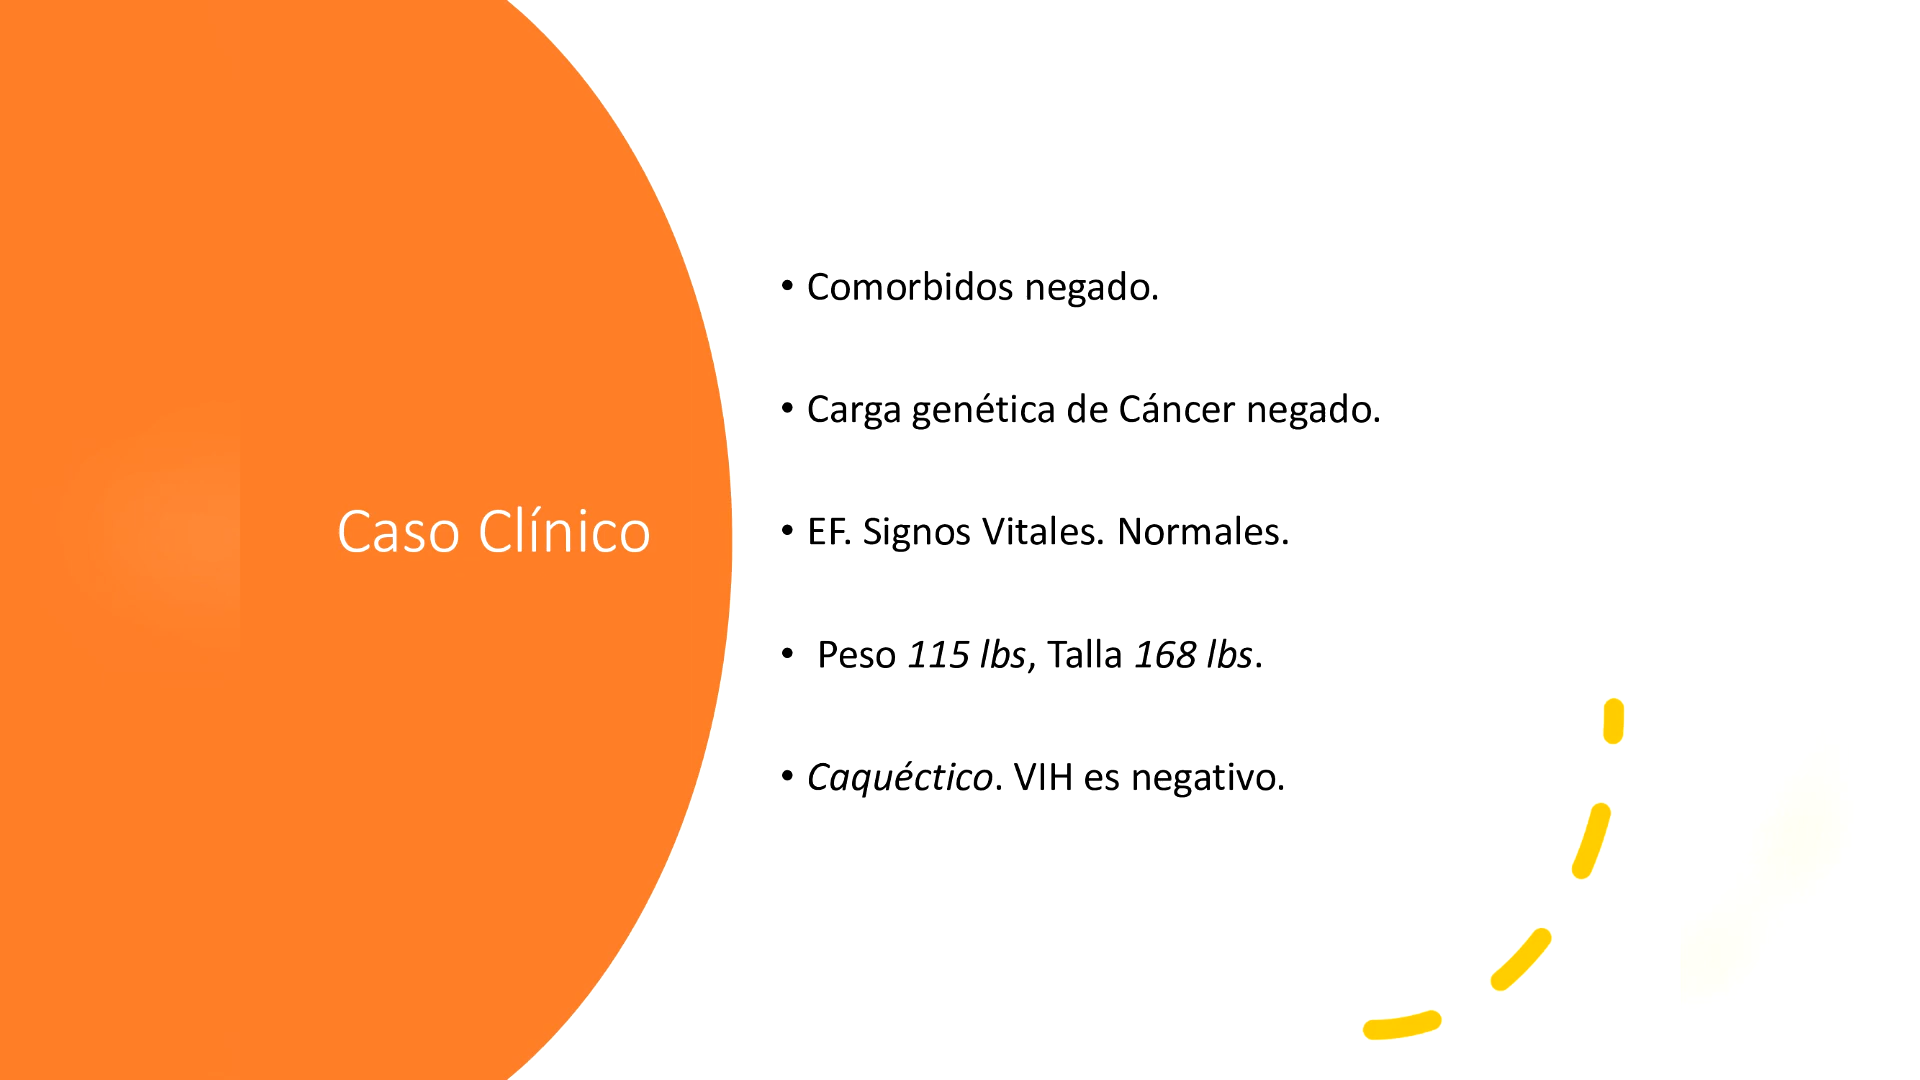 Caso Clínico
• Comorbidos negado.
• Carga genética de Cáncer negado.
• EF. Signos Vitales. Normales.
• Peso 115 lbs, Talla 168 lbs.
• Caquéctico. VIH es negativo.